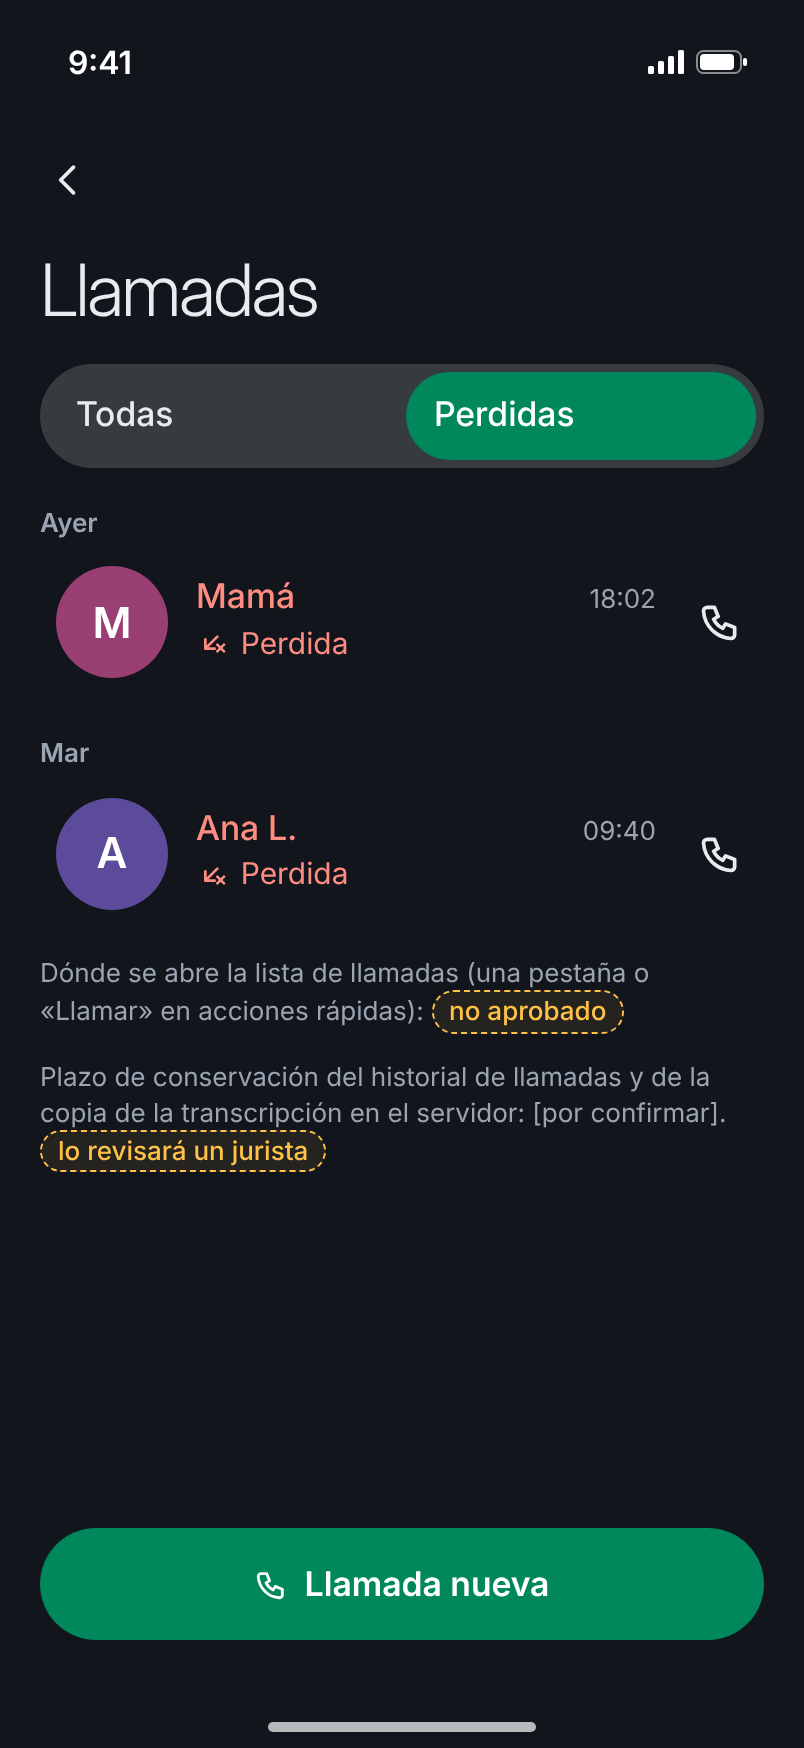 9:41
Llamadas
Todas
Perdidas
Ayer
M
Mamá
18:02
Perdida
Mar
A
Ana L.
09:40
Perdida
Dónde se abre la lista de llamadas (una pestaña o
«Llamar» en acciones rápidas): no aprobado
Plazo de conservación del historial de llamadas y de la
copia de la transcripción en el servidor: [por confirmar].
lo revisará un jurista
Llamada nueva